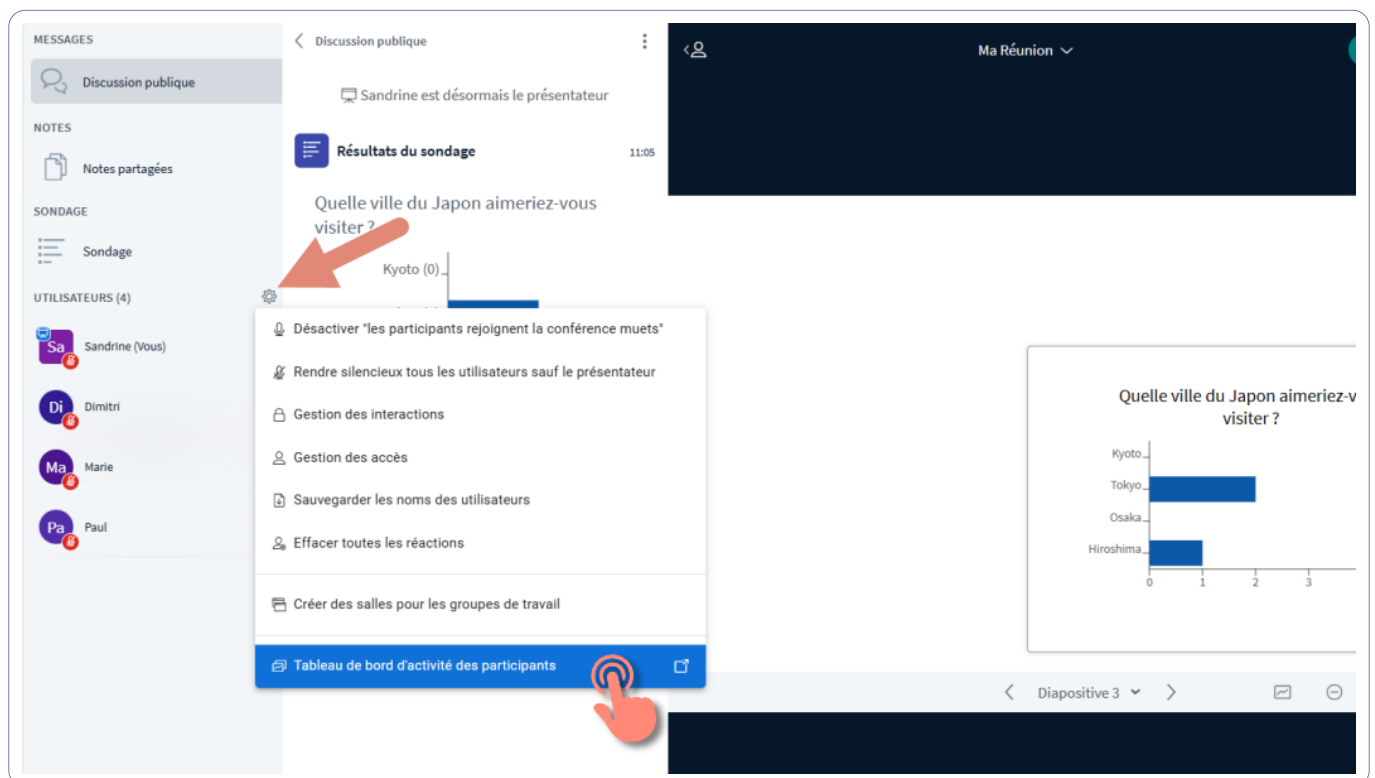 MESSAGES
Discussion publique
NOTES
Notes partagées
SONDAGE
Sondage
UTILISATEURS (4)
Sa
Sandrine (Vous)
Di
Dimitri
Ma
Marie
Pa
Paul
Discussion publique
Sandrine est désormais le présentateur
Résultats du sondage
11:05
Quelle ville du Japon aimeriez-vous
visiter ?
Kyoto (0)
Désactiver "les participants rejoignent la conférence muets"
Rendre silencieux tous les utilisateurs sauf le présentateur
Gestion des interactions
Gestion des accès
Sauvegarder les noms des utilisateurs
Effacer toutes les réactions
Créer des salles pour les groupes de travail
Tableau de bord d'activité des participants
Ma Réunion
Quelle ville du Japon aimeriez-v
visiter ?
Kyoto
Tokyo
Osaka
Hiroshima
0 1 2 3
Diapositive 3